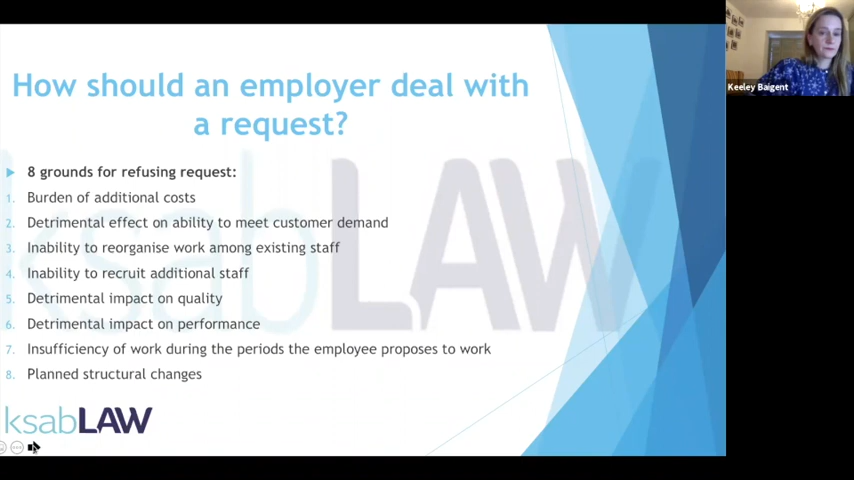 How should an employer deal with
a request?
8 grounds for refusing request:
1. Burden of additional costs
2. Detrimental effect on ability to meet customer demand
3. Inability to reorganise work among existing staff
4. Inability to recruit additional staff
5. Detrimental impact on quality
6. Detrimental impact on performance
7. Insufficiency of work during the periods the employee proposes to work
8. Planned structural changes
ksabLAW
ksabLAW
Keeley Baigent